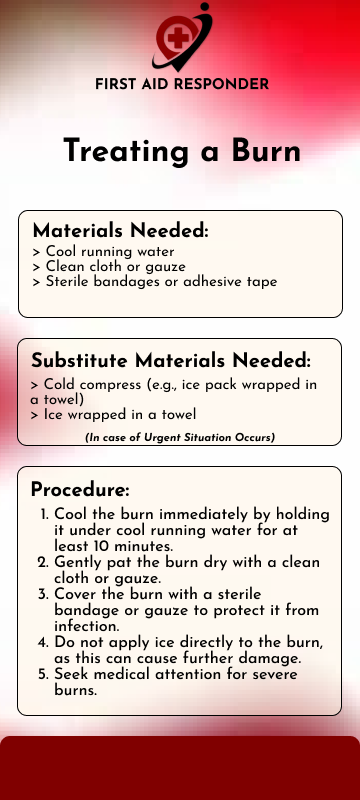 FIRST AID RESPONDER
Treating a Burn
Materials Needed:
> Cool running water
> Clean cloth or gauze
> Sterile bandages or adhesive tape
Substitute Materials Needed:
> Cold compress (e.g., ice pack wrapped in
a towel)
> Ice wrapped in a towel
(In case of Urgent Situation Occurs)
Procedure:
1. Cool the burn immediately by holding
it under cool running water for at
least 10 minutes.
2. Gently pat the burn dry with a clean
cloth or gauze.
3. Cover the burn with a sterile
bandage or gauze to protect it from
infection.
4. Do not apply ice directly to the burn,
as this can cause further damage.
5. Seek medical attention for severe
burns.